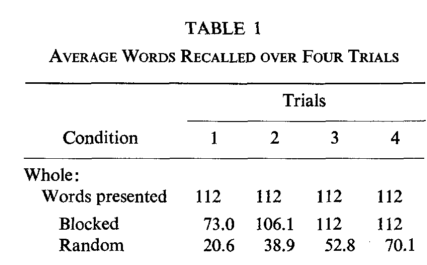 TABLE 1
AVERAGE WORDS RECALLED OVER FOUR TRIALS
Trials
Condition 1 2 3 4
Whole:
Words presented 112 112 112 112
Blocked 73.0 106.1 112 112
Random 20.6 38.9 52.8 70.1